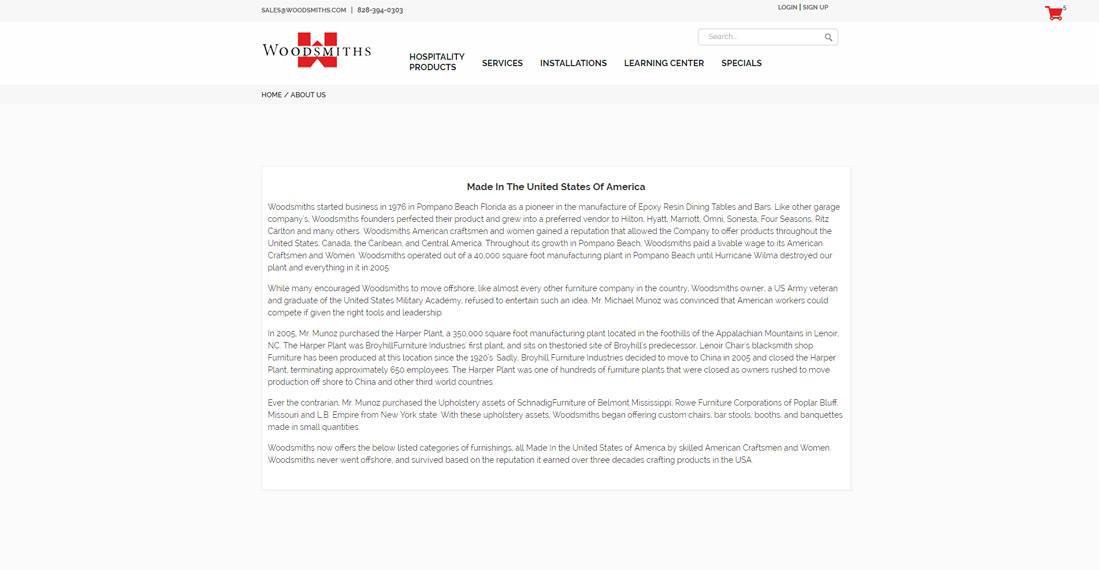 SALES@WOODSMITHS.COM | 828-394-0303
LOGIN | SIGN UP
5
Search...
WOODSMITHS
HOSPITALITY PRODUCTS
SERVICES
INSTALLATIONS
LEARNING CENTER
SPECIALS
HOME / ABOUT US
Made In The United States Of America
Woodsmiths started business in 1976 in Pompano Beach Florida as a pioneer in the manufacture of Epoxy Resin Dining Tables and Bars. Like other garage
company's, Woodsmiths founders perfected their product and grew into a preferred vendor to Hilton, Hyatt, Marriott, Omni, Sonesta, Four Seasons, Ritz
Carlton and many others. Woodsmiths American craftsmen and women gained a reputation that allowed the Company to offer products throughout the
United States, Canada, the Caribean, and Central America. Throughout its growth in Pompano Beach, Woodsmiths paid a livable wage to its American
Craftsmen and Women. Woodsmiths operated out of a 40,000 square foot manufacturing plant in Pompano Beach until Hurricane Wilma destroyed our
plant and everything in it in 2005.
While many encouraged Woodsmiths to move offshore, like almost every other furniture company in the country, Woodsmiths owner, a US Army veteran
and graduate of the United States Military Academy, refused to entertain such an idea. Mr. Michael Munoz was convinced that American workers could
compete if given the right tools and leadership.
In 2005, Mr. Munoz purchased the Harper Plant, a 350,000 square foot manufacturing plant located in the foothills of the Appalachian Mountains in Lenoir,
NC. The Harper Plant was BroyhillFurniture Industries' first plant, and sits on thestoried site of Broyhill's predecessor, Lenoir Chair's blacksmith shop.
Furniture has been produced at this location since the 1920's. Sadly, Broyhill Furniture Industries decided to move to China in 2005 and closed the Harper
Plant, terminating approximately 650 employees. The Harper Plant was one of hundreds of furniture plants that were closed as owners rushed to move
production off shore to China and other third world countries.
Ever the contrarian, Mr. Munoz purchased the Upholstery assets of SchnadigFurniture of Belmont Mississippi, Rowe Furniture Corporations of Poplar Bluff,
Missouri and L.B. Empire from New York state. With these upholstery assets, Woodsmiths began offering custom chairs, bar stools, booths, and banquettes
made in small quantities.
Woodsmiths now offers the below listed categories of furnishings, all Made In the United States of America by skilled American Craftsmen and Women.
Woodsmiths never went offshore, and survived based on the reputation it earned over three decades crafting products in the USA.